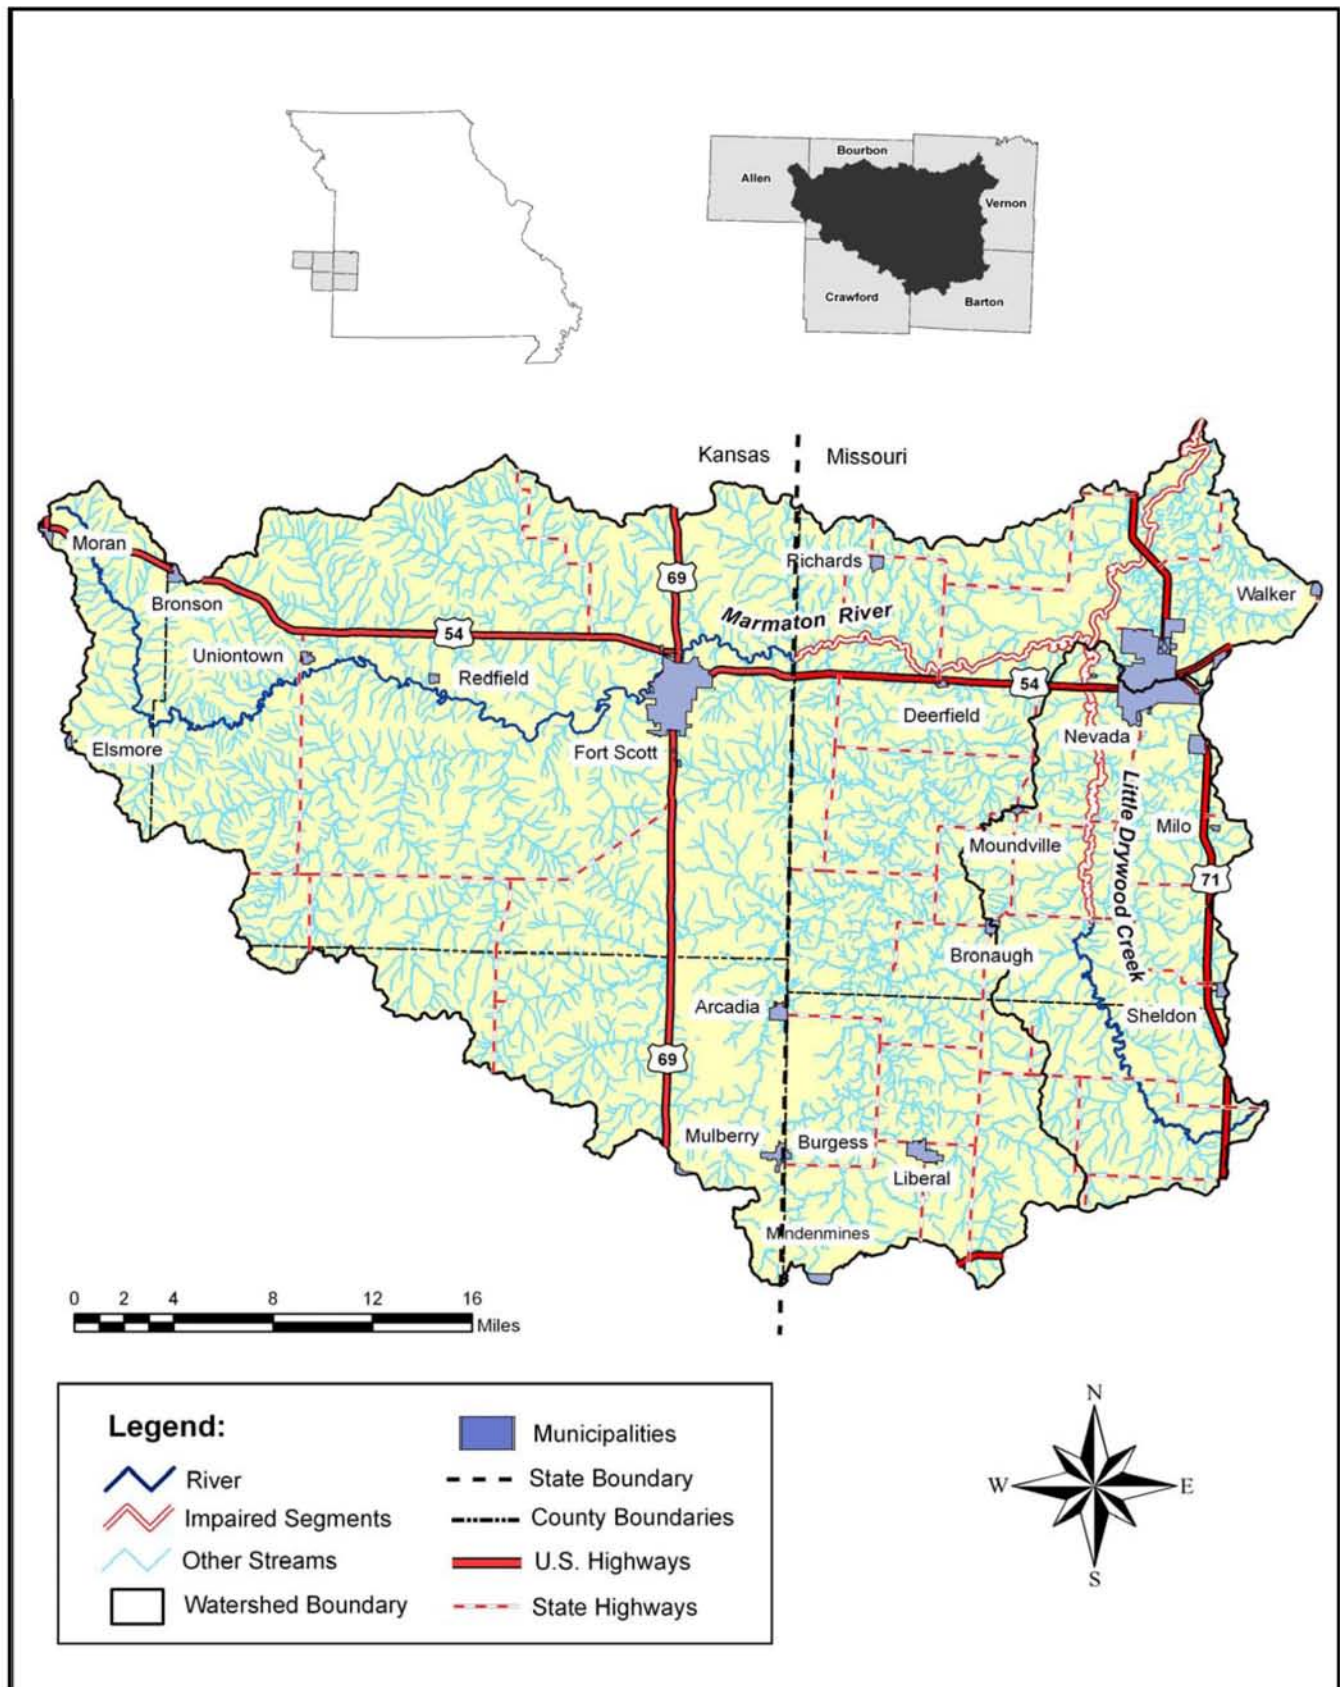 Bourbon
Allen
Vernon
Crawford
Barton
Kansas
Missouri
Moran
Richards
69
Bronson
Walker
Marmaton River
54
Uniontown
Redfield
54
Deerfield
Nevada
Elsmore
Fort Scott
Little Drywood Creek
Milo
Moundville
71
Bronaugh
Arcadia
Sheldon
69
Mulberry
Burgess
Liberal
Mindenmines
0 2 4 8 12 16
Miles
Legend:
River
Impaired Segments
Other Streams
Watershed Boundary
Municipalities
State Boundary
County Boundaries
U.S. Highways
State Highways
N
W
E
S